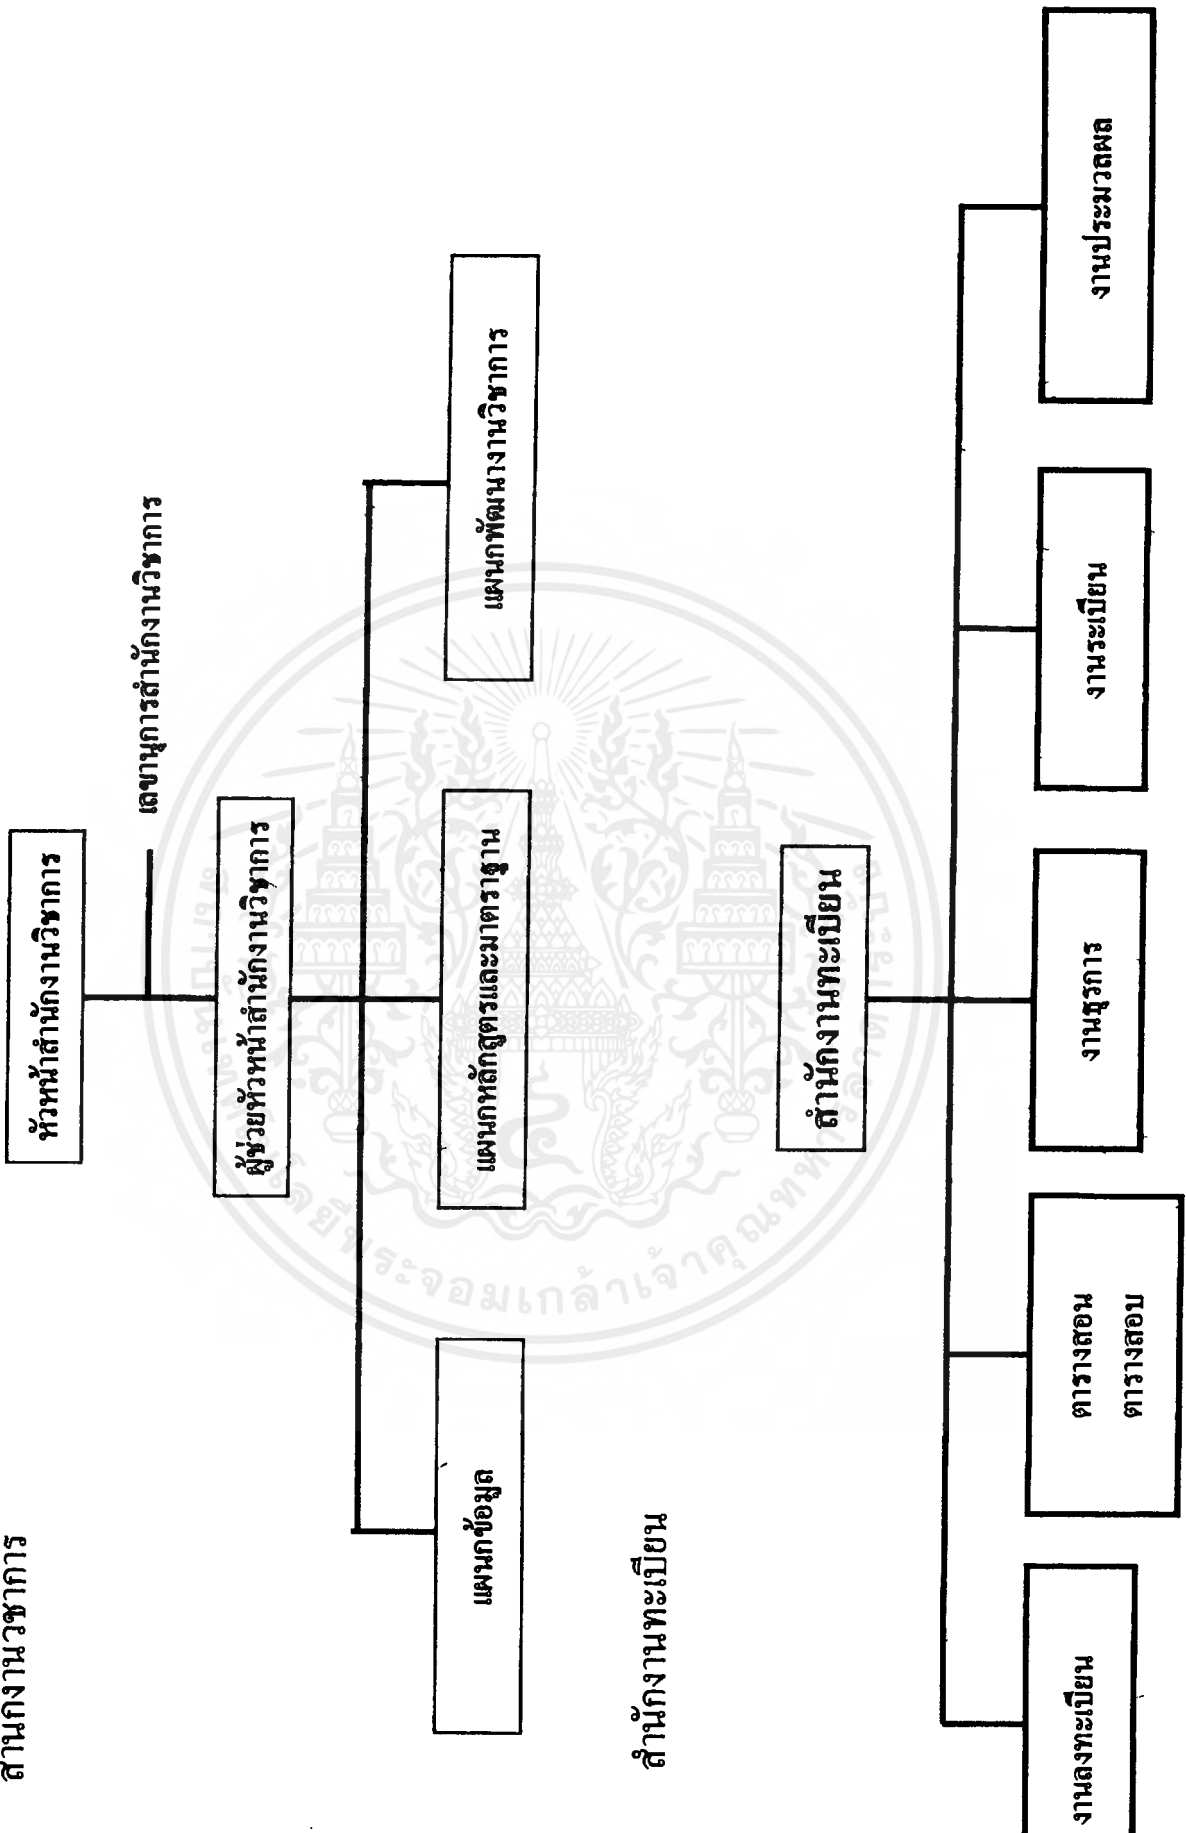 สำนักงานวิชาการ
หัวหน้าสำนักงานวิชาการ
เลขานุการสำนักงานวิชาการ
ผู้ช่วยหัวหน้าสำนักงานวิชาการ
แผนกข้อมูล
แผนกหลักสูตรและมาตราฐาน
แผนกพัฒนางานวิชาการ
สำนักงานทะเบียน
สำนักงานทะเบียน
งานลงทะเบียน
ตารางสอน
ตารางสอบ
งานธุรการ
งานระเบียน
งานประมวลผล